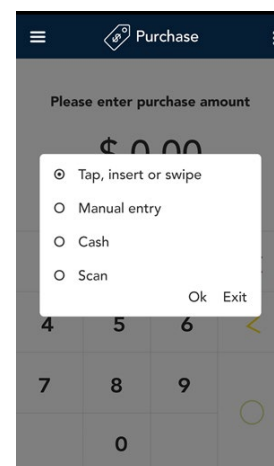 Purchase
Please enter purchase amount
$ 0.00
Tap, insert or swipe
Manual entry
Cash
Scan
Ok Exit
4 5 6
7 8 9
0